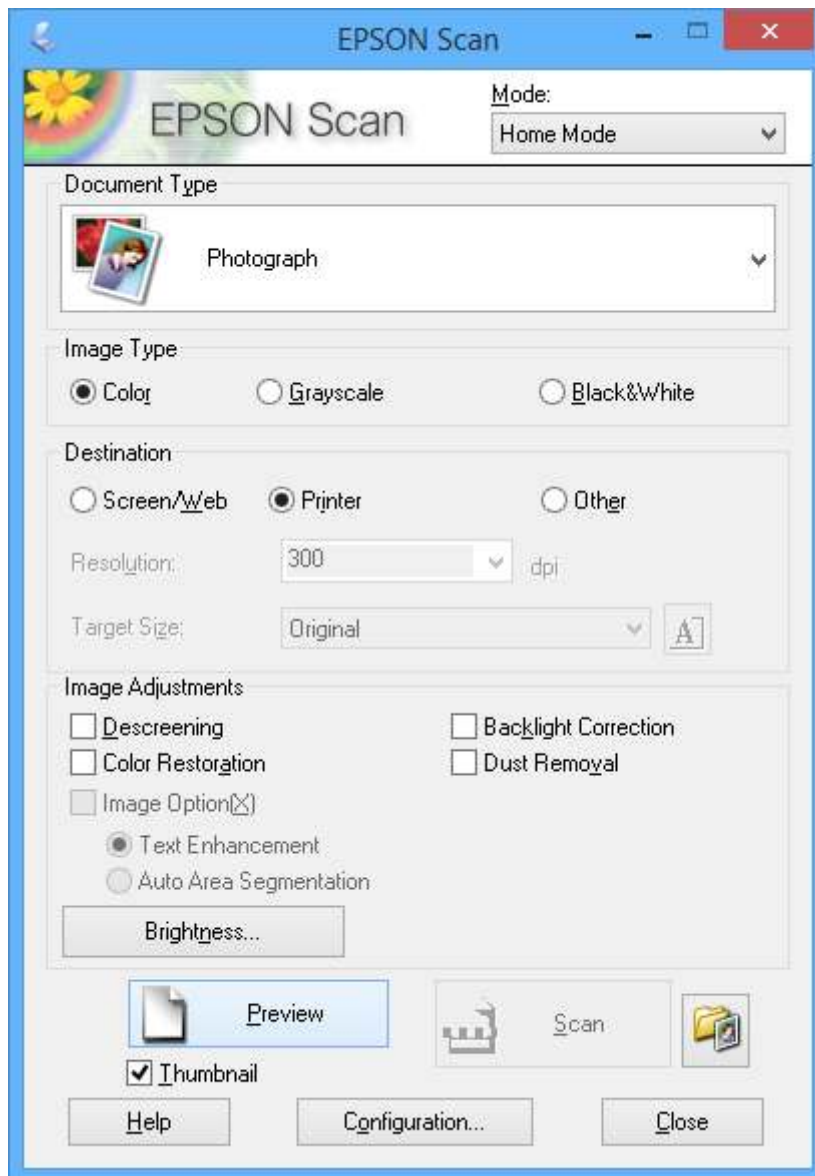 EPSON Scan
EPSON Scan
Mode:
Home Mode
Document Type
Photograph
Image Type
Color Grayscale Black&White
Destination
Screen/Web Printer Other
Resolution: 300 dpi
Target Size: Original A
Image Adjustments
Descreening Backlight Correction
Color Restoration Dust Removal
Image Option(X)
Text Enhancement
Auto Area Segmentation
Brightness...
Preview Scan
Thumbnail
Help Configuration... Close